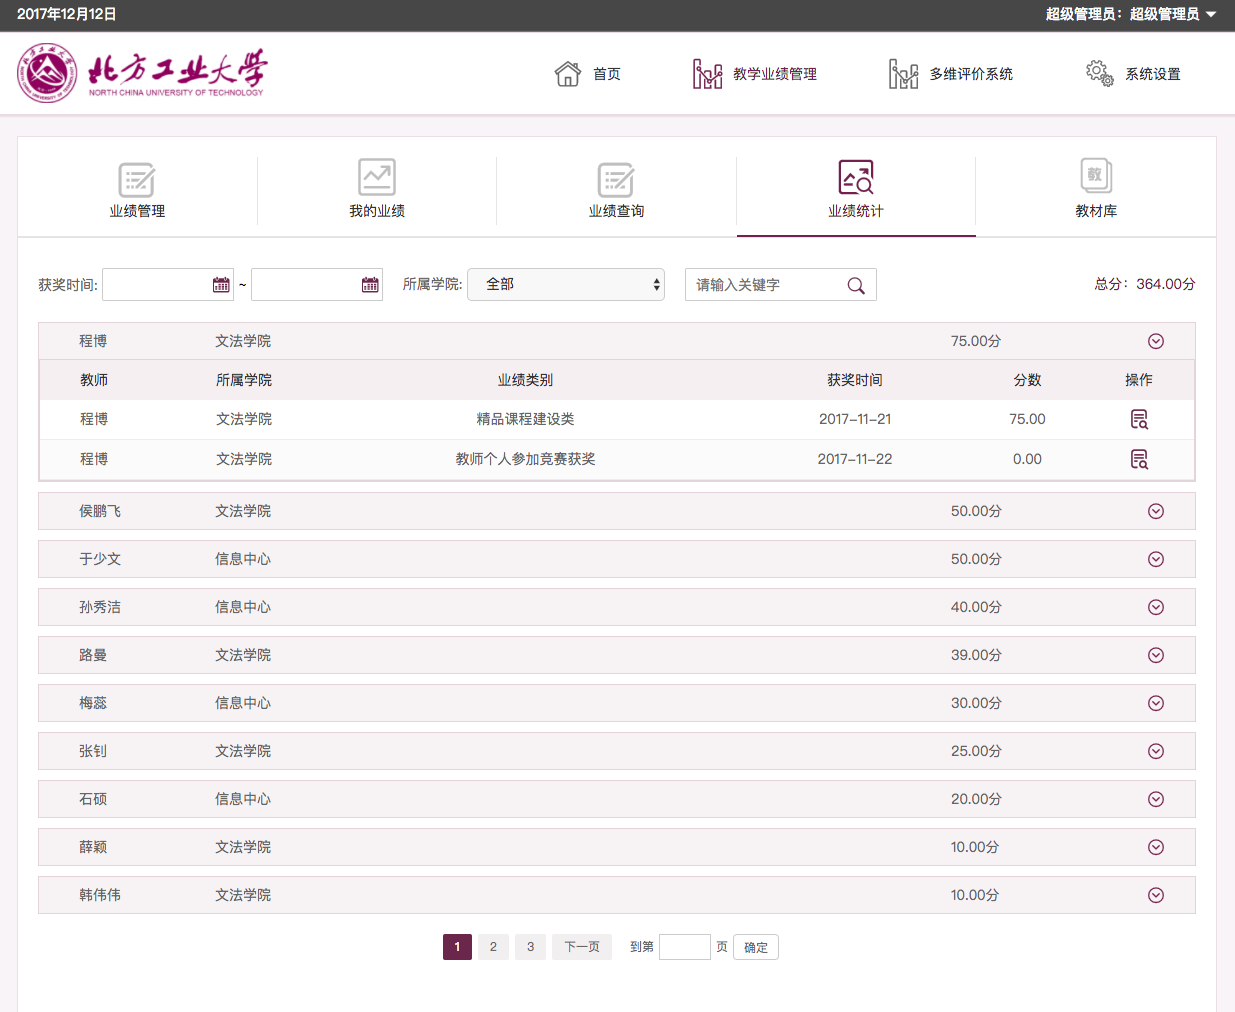 2017年12月12日 超级管理员：超级管理员
北方工业大学
NORTH CHINA UNIVERSITY OF TECHNOLOGY
首页 教学业绩管理 多维评价系统 系统设置
教
业绩管理 我的业绩 业绩查询 业绩统计 教材库
获奖时间: ~ 所属学院: 全部 请输入关键字 总分：364.00分
程博 文法学院 75.00分
教师 所属学院 业绩类别 获奖时间 分数 操作
程博 文法学院 精品课程建设类 2017-11-21 75.00
程博 文法学院 教师个人参加竞赛获奖 2017-11-22 0.00
侯鹏飞 文法学院 50.00分
于少文 信息中心 50.00分
孙秀洁 信息中心 40.00分
路曼 文法学院 39.00分
梅蕊 信息中心 30.00分
张钊 文法学院 25.00分
石硕 信息中心 20.00分
薛颖 文法学院 10.00分
韩伟伟 文法学院 10.00分
1 2 3 下一页 到第 页 确定